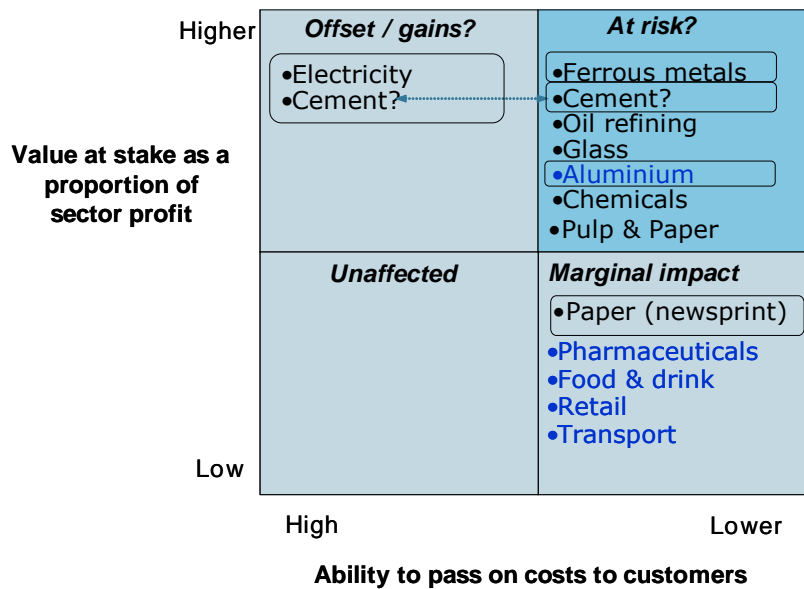 Higher
Offset / gains?
•Electricity
•Cement?
At risk?
•Ferrous metals
•Cement?
•Oil refining
•Glass
•Aluminium
•Chemicals
•Pulp & Paper
Value at stake as a
proportion of
sector profit
Unaffected
Marginal impact
•Paper (newsprint)
•Pharmaceuticals
•Food & drink
•Retail
•Transport
Low
High
Lower
Ability to pass on costs to customers